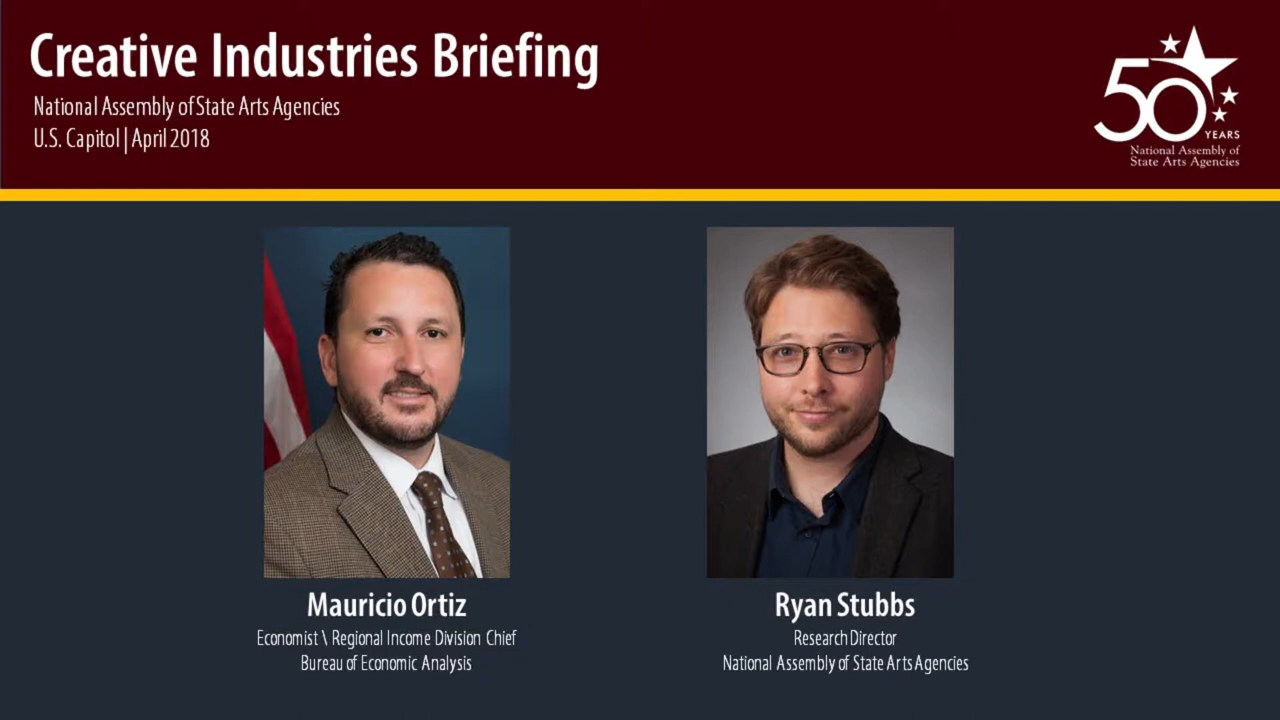 Creative Industries Briefing
National Assembly of State Arts Agencies
U.S. Capitol | April 2018
50
YEARS
National Assembly of
State Arts Agencies
Mauricio Ortiz
Economist \ Regional Income Division Chief
Bureau of Economic Analysis
Ryan Stubbs
Research Director
National Assembly of State Arts Agencies